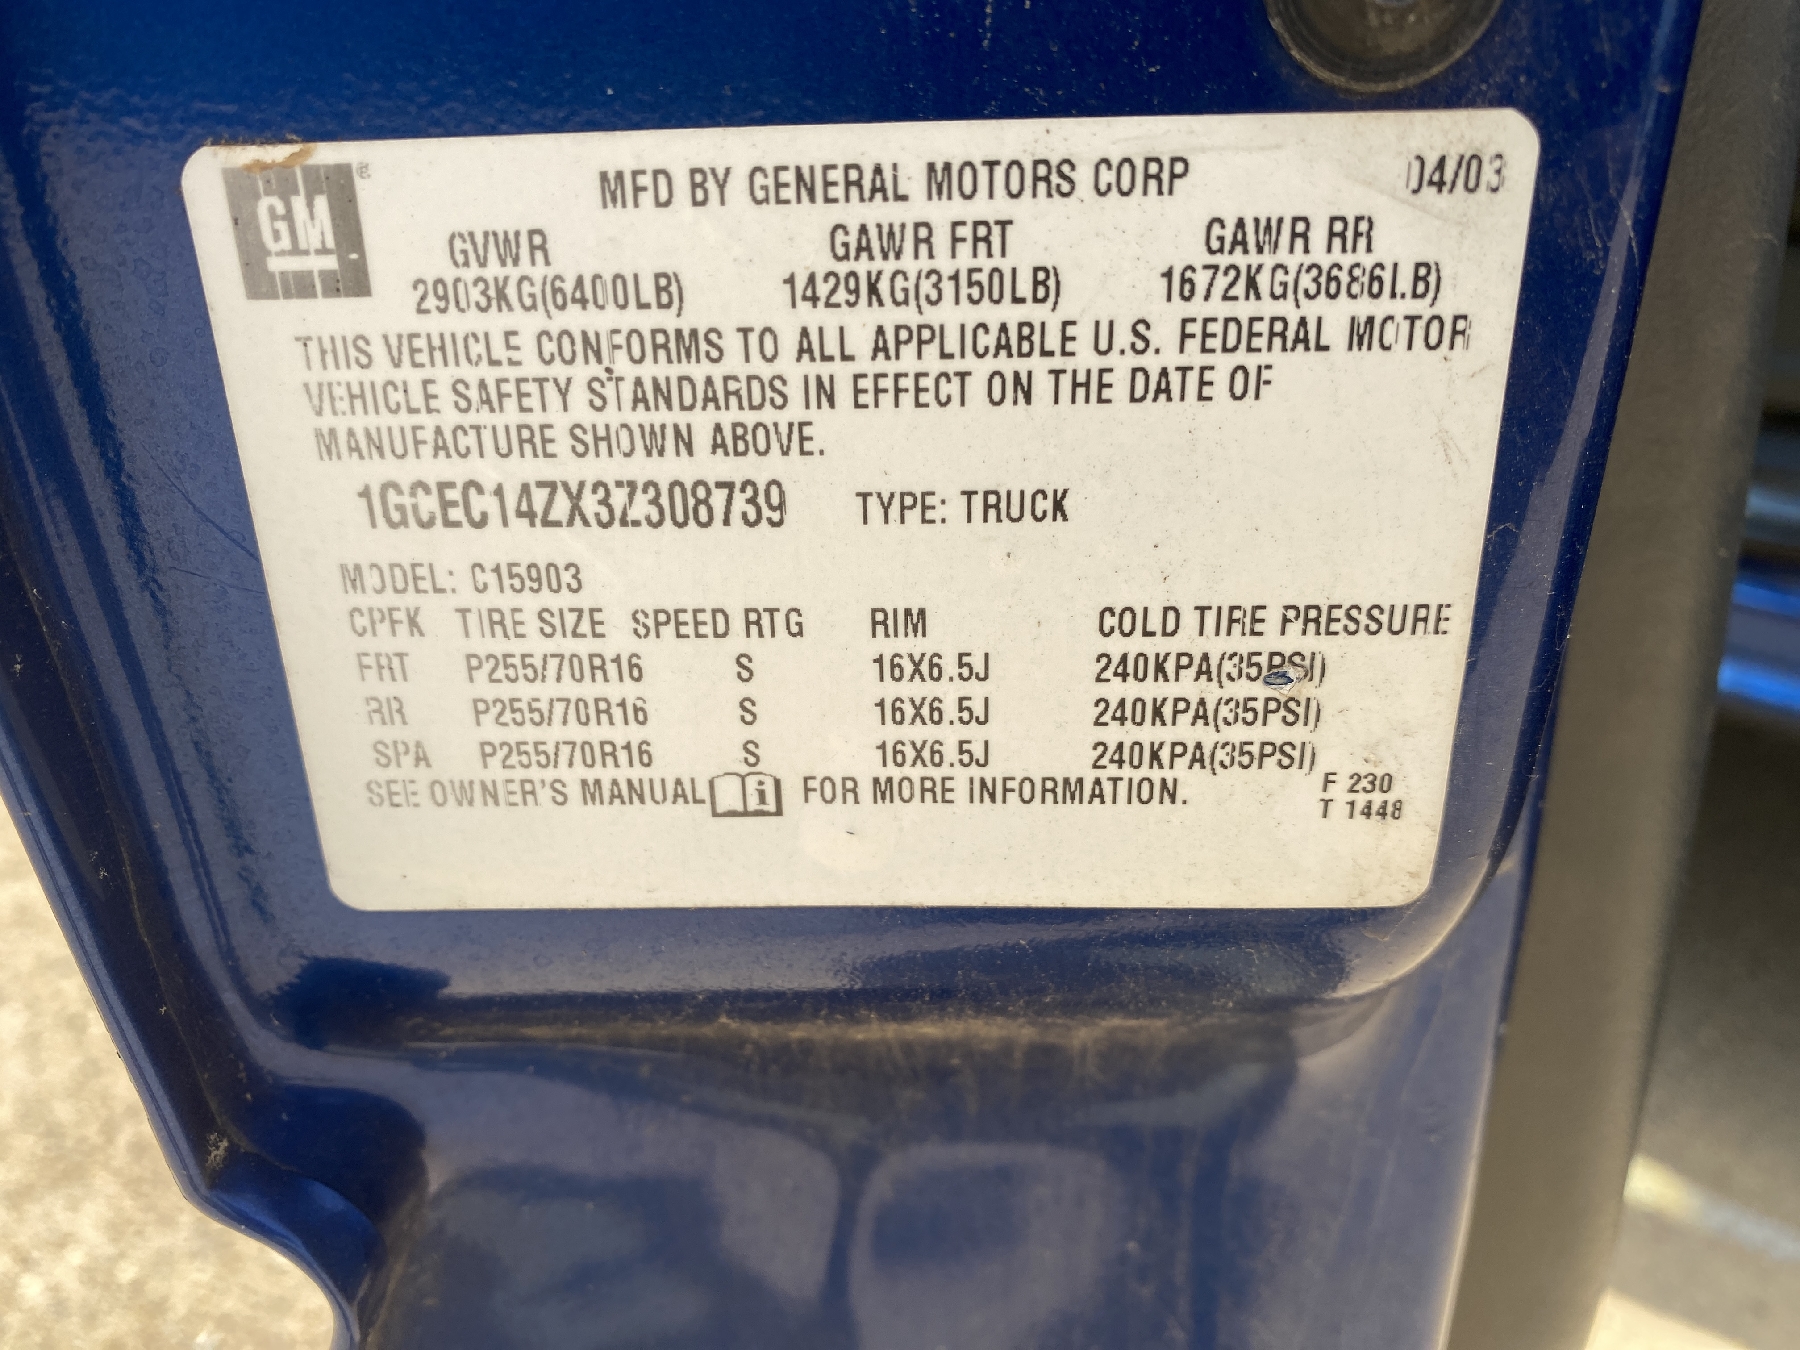 GM®
MFD BY GENERAL MOTORS CORP 04/03
GVWR GAWR FRT GAWR RR
2903KG(6400LB) 1429KG(3150LB) 1672KG(3686LB)
THIS VEHICLE CONFORMS TO ALL APPLICABLE U.S. FEDERAL MOTOR
VEHICLE SAFETY STANDARDS IN EFFECT ON THE DATE OF
MANUFACTURE SHOWN ABOVE.
1GCEC14ZX3Z308739 TYPE: TRUCK
MODEL: C15903
CPFK TIRE SIZE SPEED RTG RIM COLD TIRE PRESSURE
FRT P255/70R16 S 16X6.5J 240KPA(35PSI)
RR P255/70R16 S 16X6.5J 240KPA(35PSI)
SPA P255/70R16 S 16X6.5J 240KPA(35PSI)
SEE OWNER'S MANUAL i FOR MORE INFORMATION.
F 230
T 1448